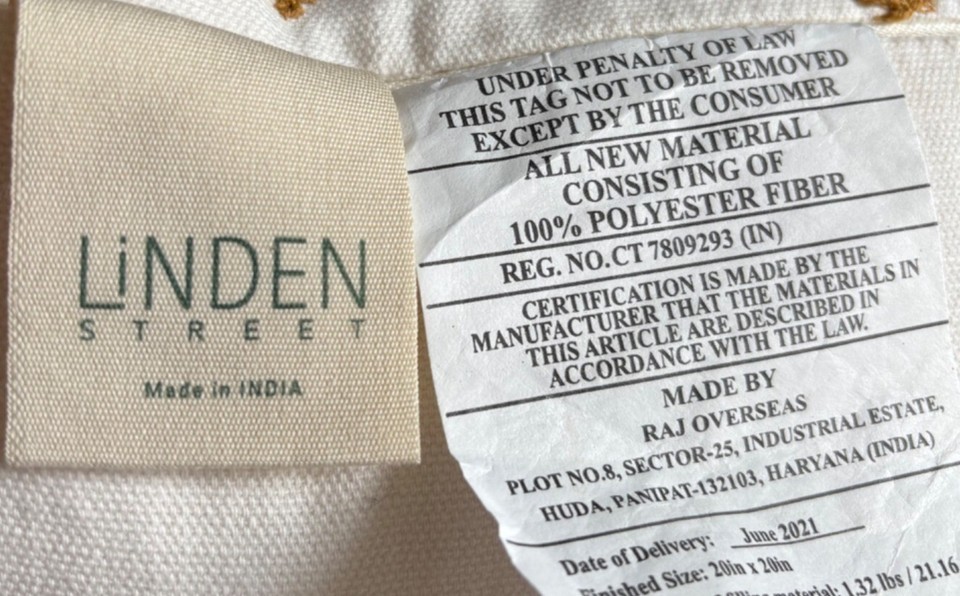 LiNDEN
STREET
Made in INDIA
UNDER PENALTY OF LAW
THIS TAG NOT TO BE REMOVED
EXCEPT BY THE CONSUMER
ALL NEW MATERIAL
CONSISTING OF
100% POLYESTER FIBER
REG. NO.CT 7809293 (IN)
CERTIFICATION IS MADE BY THE
MANUFACTURER THAT THE MATERIALS IN
THIS ARTICLE ARE DESCRIBED IN
ACCORDANCE WITH THE LAW.
MADE BY
RAJ OVERSEAS
PLOT NO.8, SECTOR-25, INDUSTRIAL ESTATE,
HUDA, PANIPAT-132103, HARYANA (INDIA)
Date of Delivery: June 2021
Finished Size: 20in x 20in
material: 1.32 lbs / 21.16